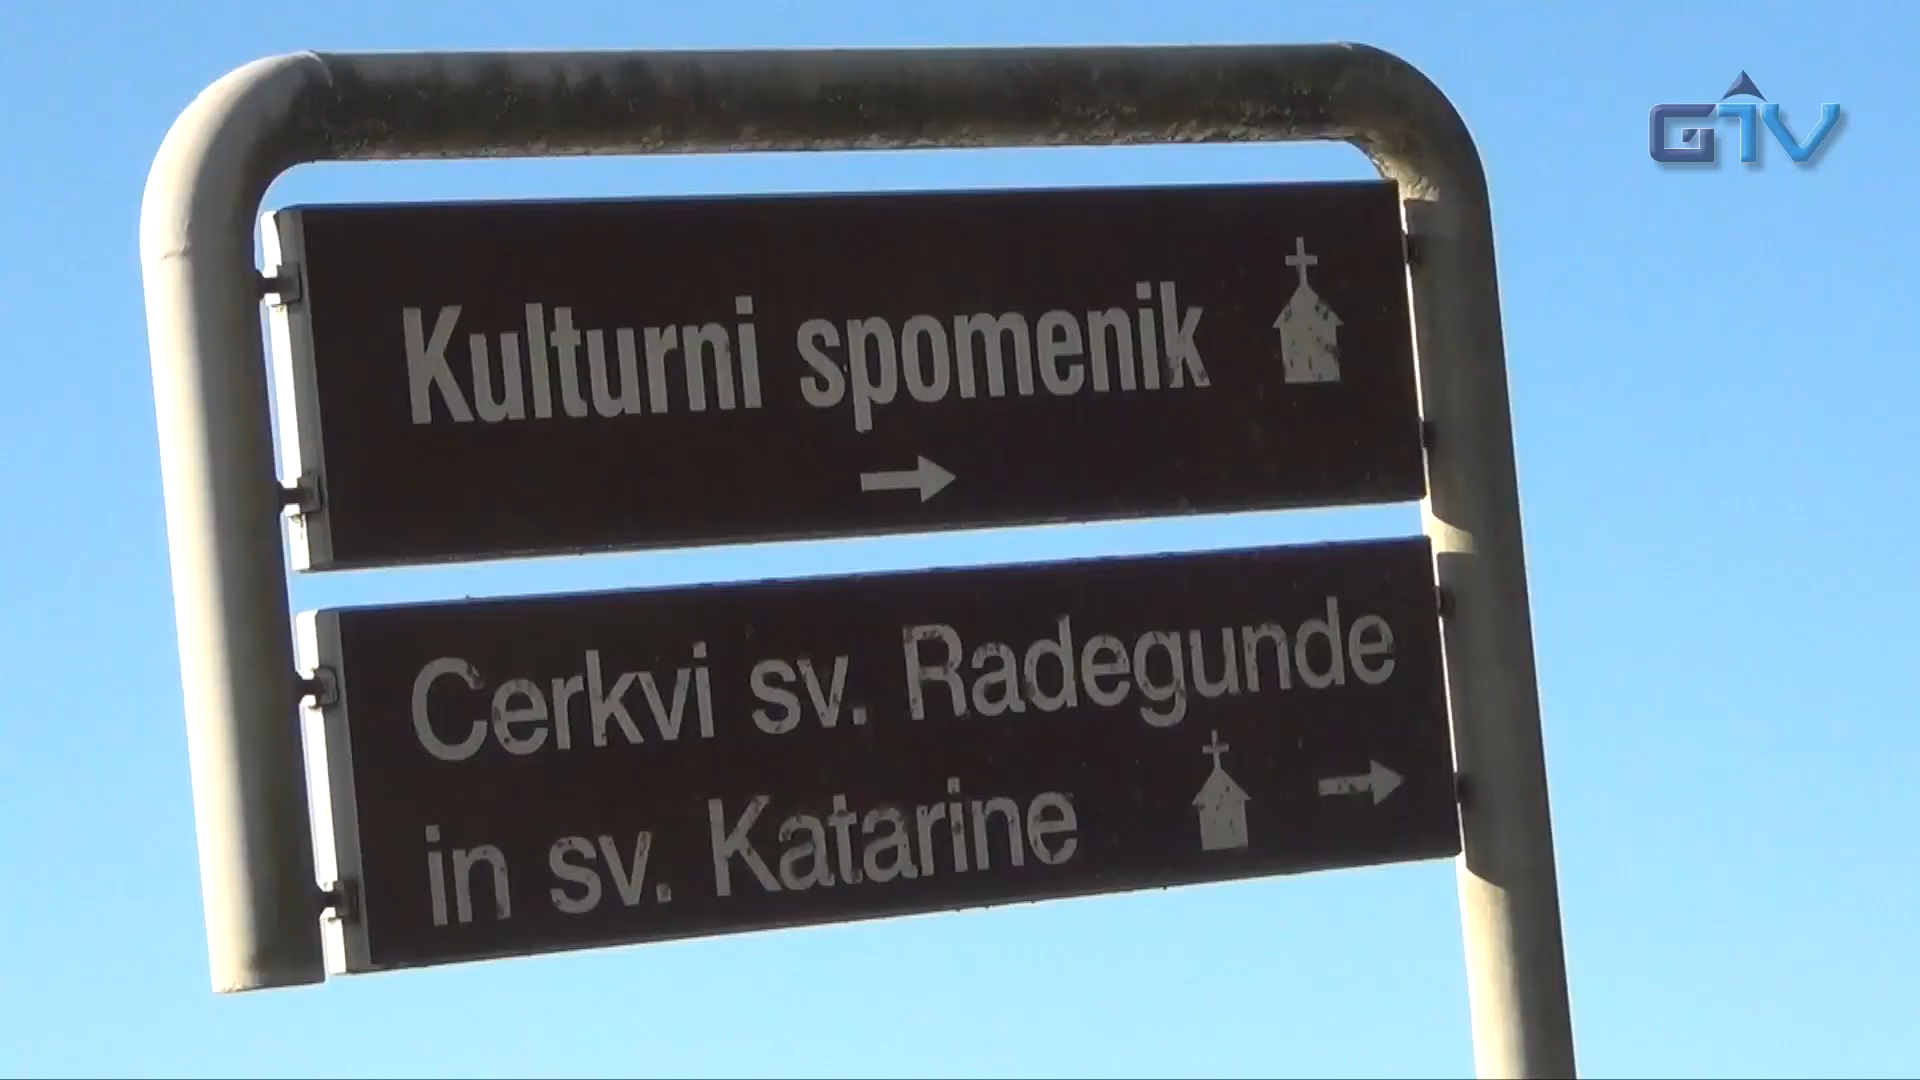 GTV
Kulturni spomenik
Cerkvi sv. Radegunde
in sv. Katarine